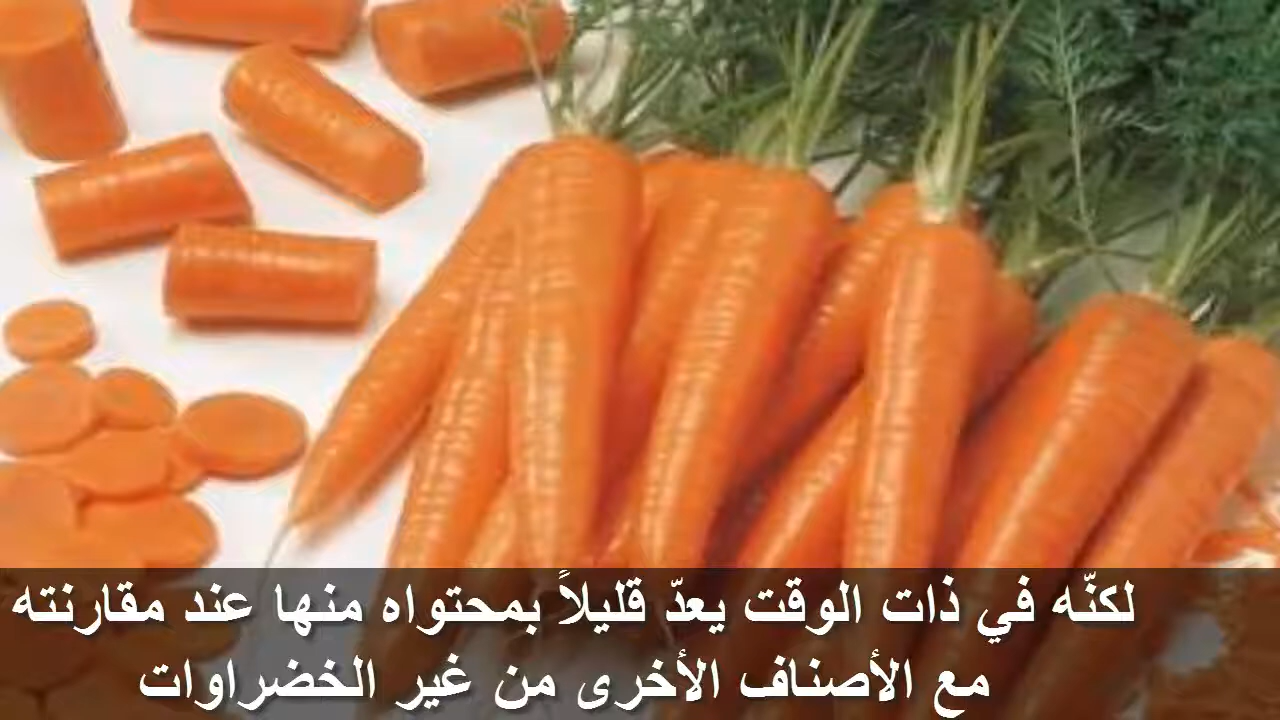 لكنّه في ذات الوقت يعدّ قليلاً بمحتواه منها عند مقارنته
مع الأصناف الأخرى من غير الخضراوات